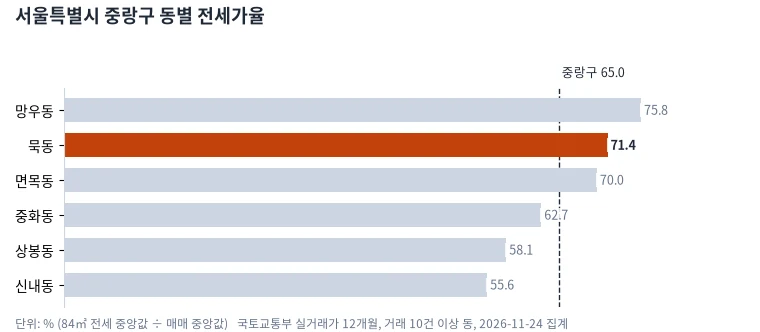 서울특별시 중랑구 동별 전세가율
중랑구 65.0
망우동 75.8
묵동 71.4
면목동 70.0
중화동 62.7
상봉동 58.1
신내동 55.6
단위: % (84㎡ 전세 중앙값 ÷ 매매 중앙값) 국토교통부 실거래가 12개월, 거래 10건 이상 동, 2026-11-24 집계